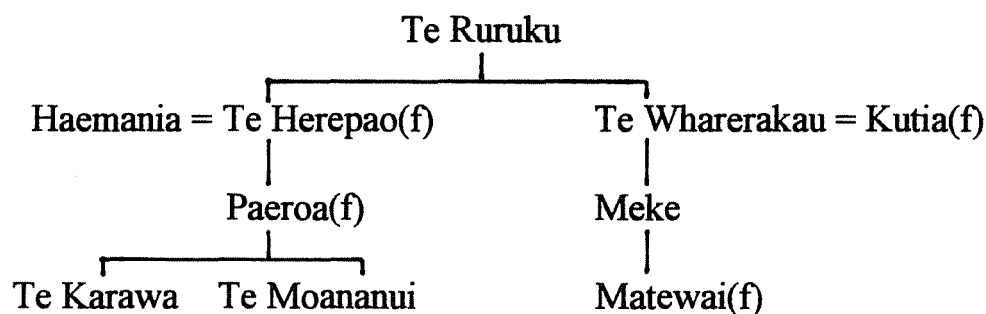 Te Ruruku
Haemania = Te Herepao(f) Te Wharerakau = Kutia(f)
Paeroa(f) Meke
Te Karawa Te Moananui Matewai(f)